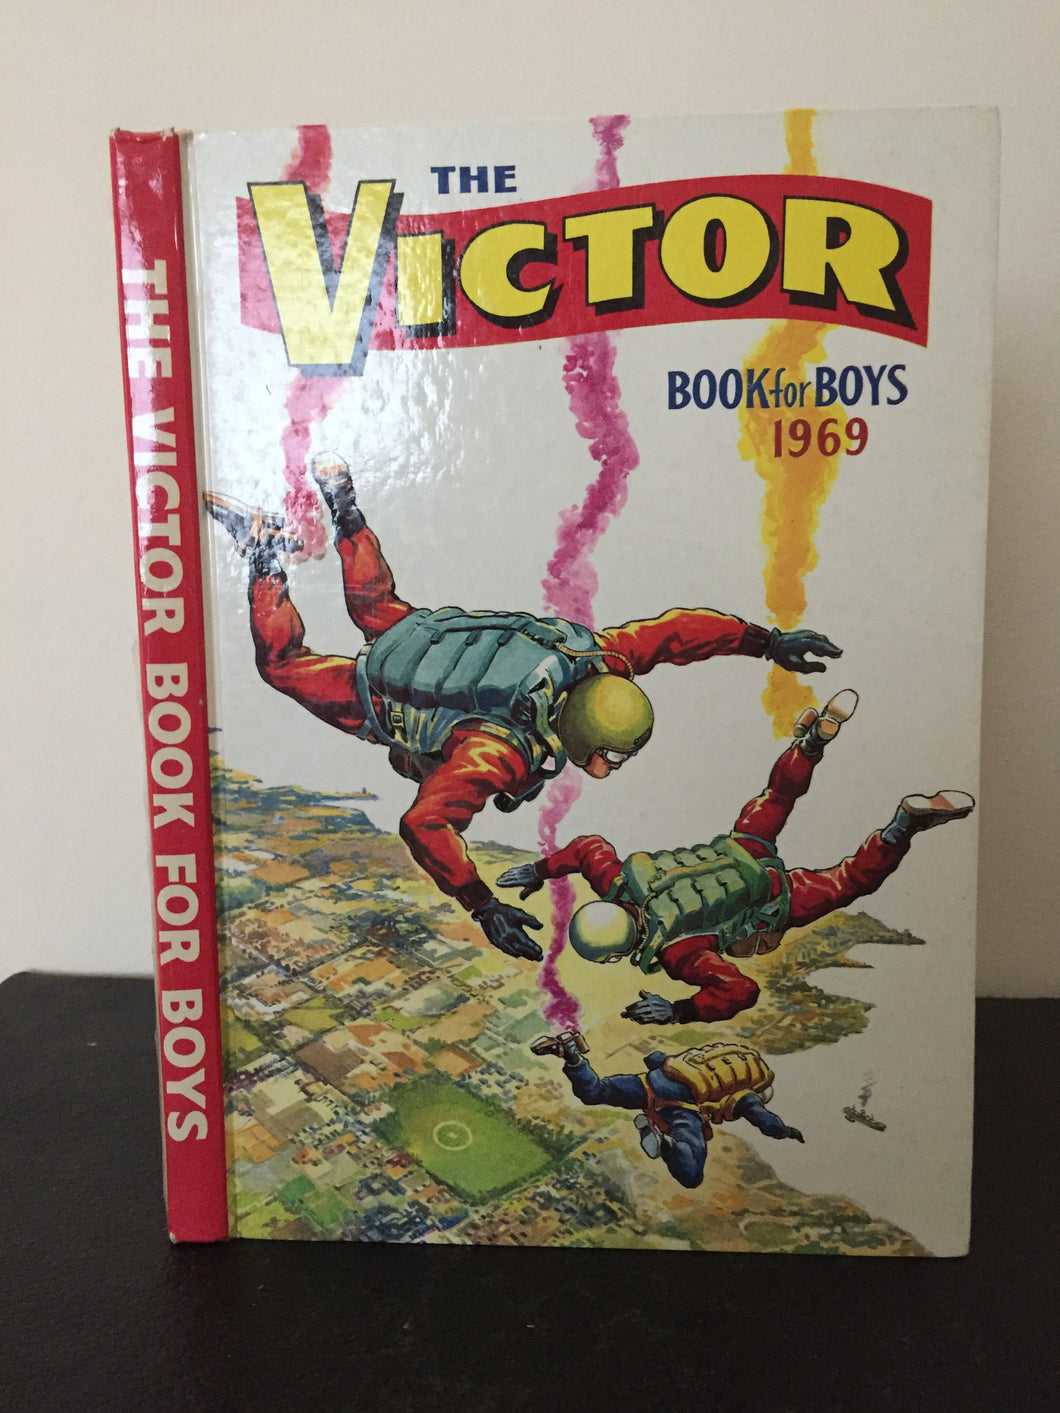 THE
VICTOR
BOOK for BOYS
1969
THE VICTOR BOOK FOR BOYS